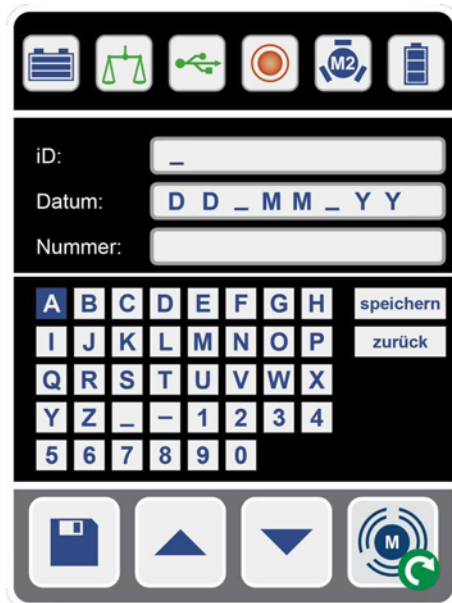 M2
iD: _
Datum: D D _ M M _ Y Y
Nummer:
A B C D E F G H speichern
I J K L M N O P zurück
Q R S T U V W X
Y Z _ – 1 2 3 4
5 6 7 8 9 0
M